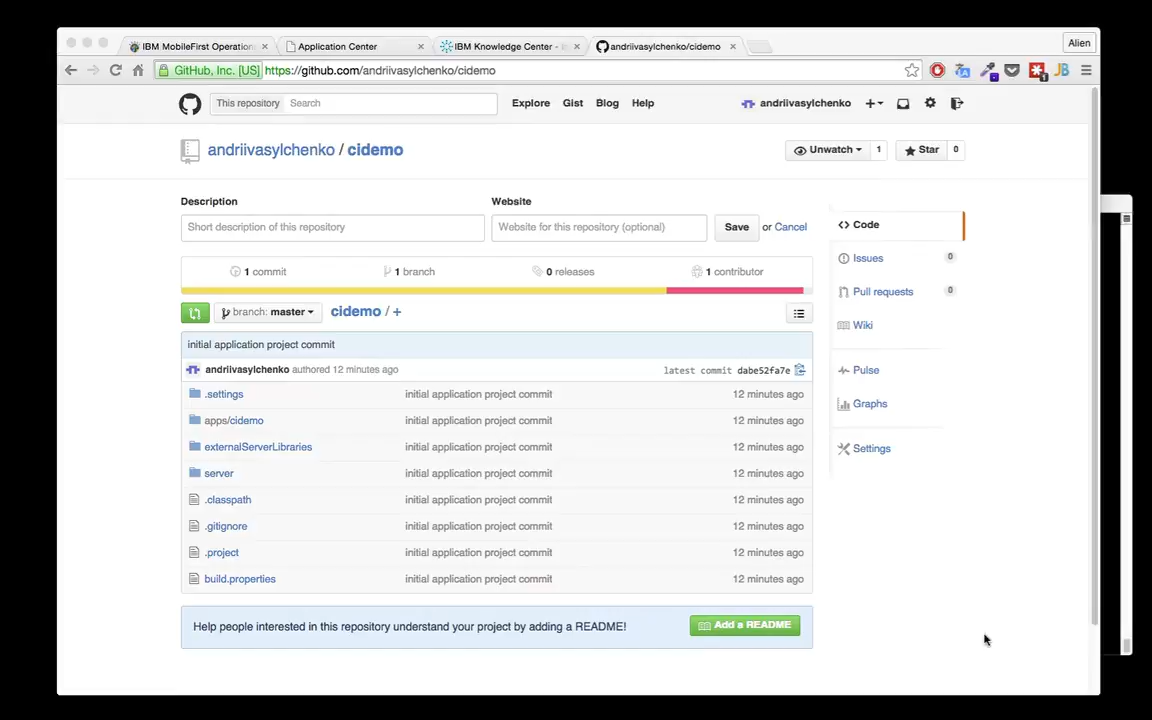 IBM MobileFirst Operation
Application Center
IBM Knowledge Center -
andriivasylchenko/cidemo
Alien
GitHub, Inc. [US] https://github.com/andriivasylchenko/cidemo
This repository Search Explore Gist Blog Help andriivasylchenko
andriivasylchenko / cidemo Unwatch 1 Star 0
Description Website
Short description of this repository Website for this repository (optional) Save or Cancel
<> Code
Issues 0
Pull requests 0
Wiki
Pulse
Graphs
Settings
1 commit 1 branch 0 releases 1 contributor
branch: master cidemo / +
initial application project commit
andriivasylchenko authored 12 minutes ago latest commit dabe52fa7e
.settings initial application project commit 12 minutes ago
apps/cidemo initial application project commit 12 minutes ago
externalServerLibraries initial application project commit 12 minutes ago
server initial application project commit 12 minutes ago
.classpath initial application project commit 12 minutes ago
.gitignore initial application project commit 12 minutes ago
.project initial application project commit 12 minutes ago
build.properties initial application project commit 12 minutes ago
Help people interested in this repository understand your project by adding a README! Add a README